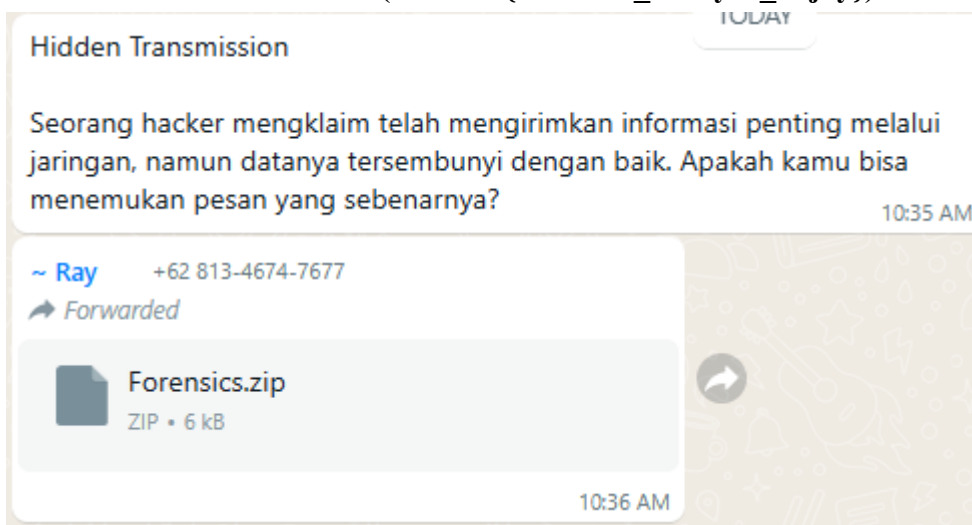 TODAY
Hidden Transmission
Seorang hacker mengklaim telah mengirimkan informasi penting melalui
jaringan, namun datanya tersembunyi dengan baik. Apakah kamu bisa
menemukan pesan yang sebenarnya?
10:35 AM
~ Ray +62 813-4674-7677
Forwarded
Forensics.zip
ZIP • 6 kB
10:36 AM